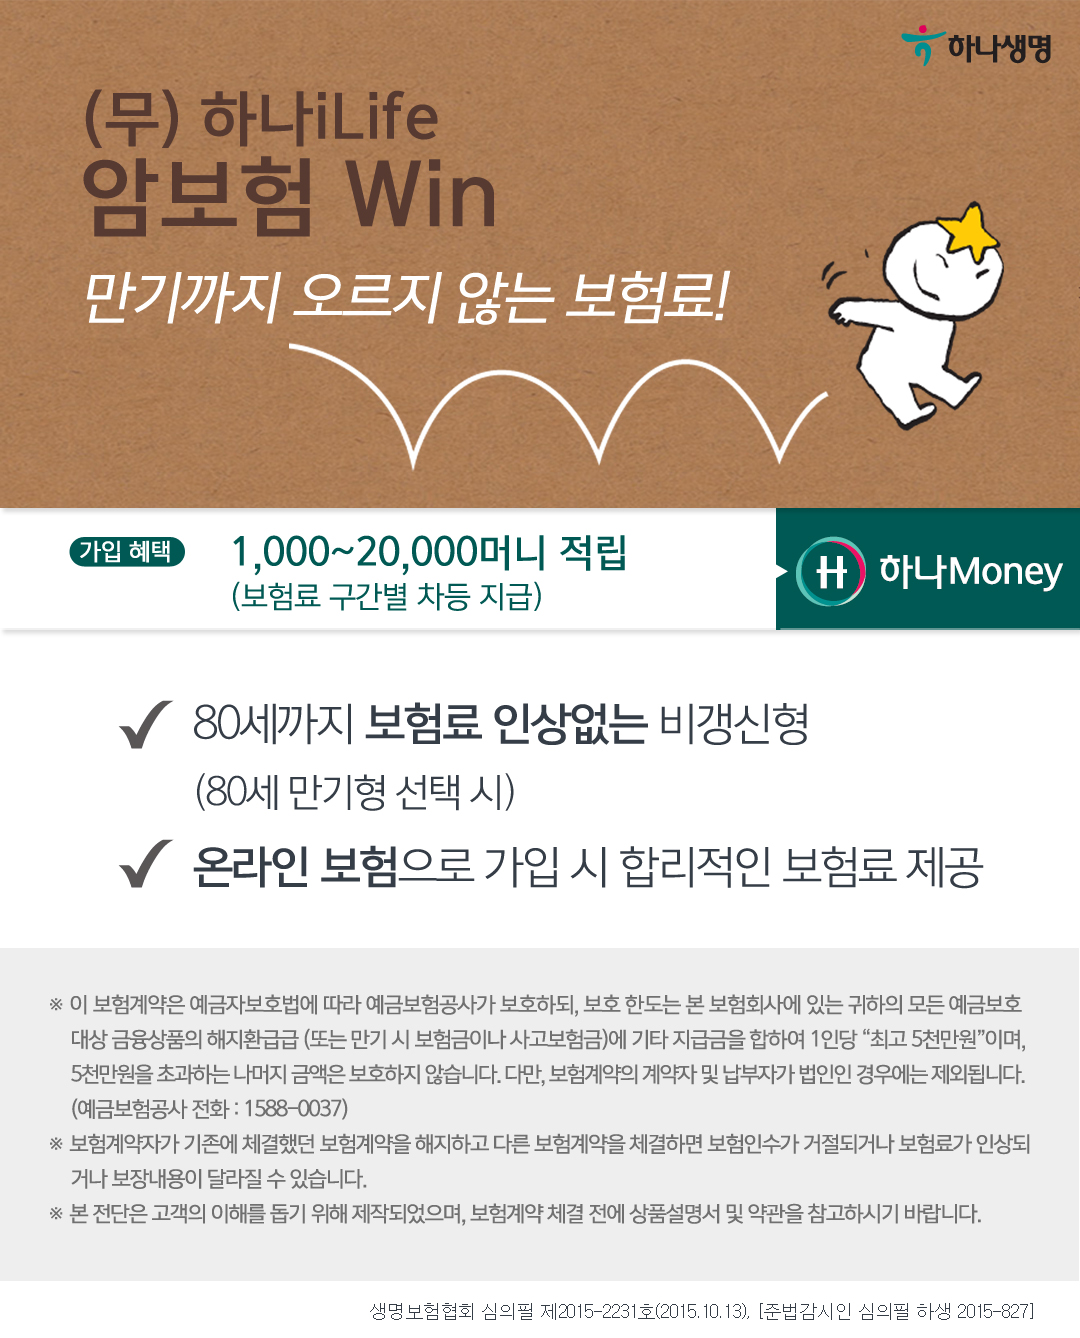 하나생명
(무) 하나iLife
암보험 Win
만기까지 오르지 않는 보험료!
가입 혜택
1,000~20,000머니 적립
(보험료 구간별 차등 지급)
하나Money
80세까지 보험료 인상없는 비갱신형
(80세 만기형 선택 시)
온라인 보험으로 가입 시 합리적인 보험료 제공
※ 이 보험계약은 예금자보호법에 따라 예금보험공사가 보호하되, 보호 한도는 본 보험회사에 있는 귀하의 모든 예금보호
대상 금융상품의 해지환급급 (또는 만기 시 보험금이나 사고보험금)에 기타 지급금을 합하여 1인당 “최고 5천만원”이며,
5천만원을 초과하는 나머지 금액은 보호하지 않습니다. 다만, 보험계약의 계약자 및 납부자가 법인인 경우에는 제외됩니다.
(예금보험공사 전화 : 1588-0037)
※ 보험계약자가 기존에 체결했던 보험계약을 해지하고 다른 보험계약을 체결하면 보험인수가 거절되거나 보험료가 인상되
거나 보장내용이 달라질 수 있습니다.
※ 본 전단은 고객의 이해를 돕기 위해 제작되었으며, 보험계약 체결 전에 상품설명서 및 약관을 참고하시기 바랍니다.
생명보험협회 심의필 제2015-2231호(2015.10.13), [준법감시인 심의필 하생 2015-827]